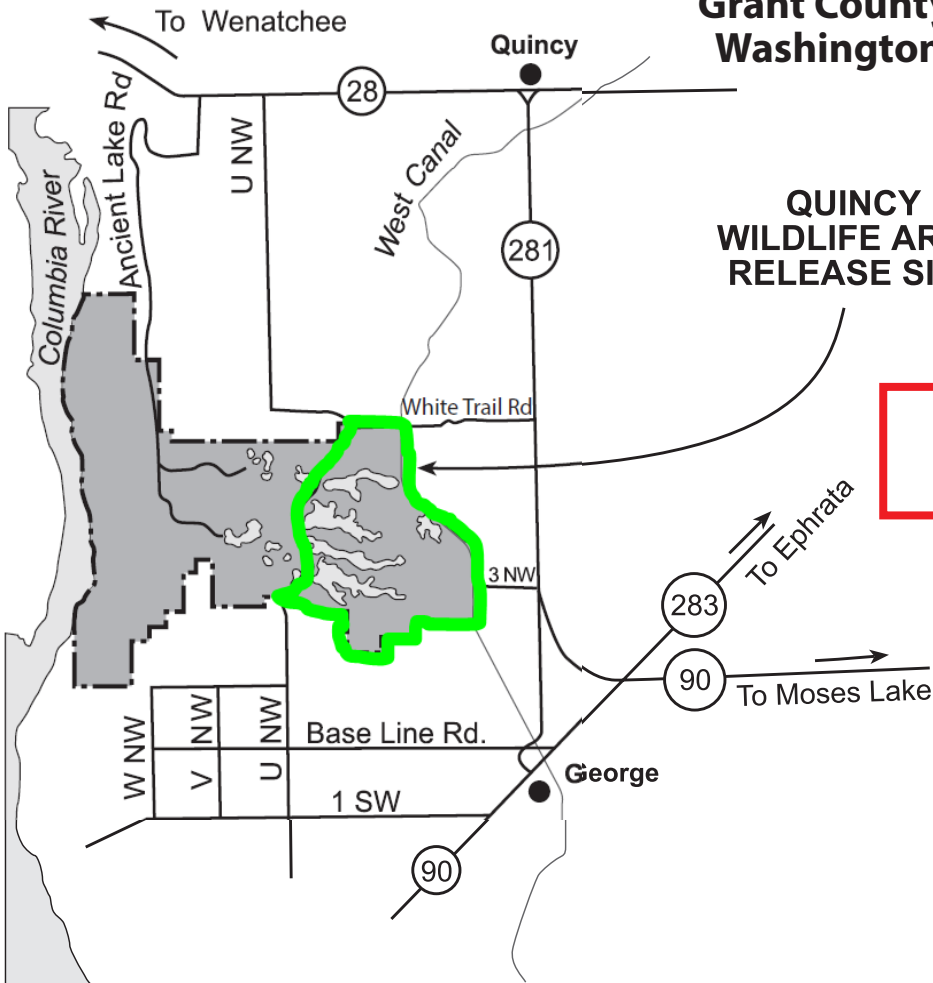 Grant County
Washington
To Wenatchee
Quincy
28
Ancient Lake Rd
U NW
West Canal
Columbia River
281
QUINCY
WILDLIFE AR
RELEASE SI
White Trail Rd
3 NW
To Ephrata
283
90
To Moses Lake
W NW
V NW
U NW
Base Line Rd.
George
1 SW
90